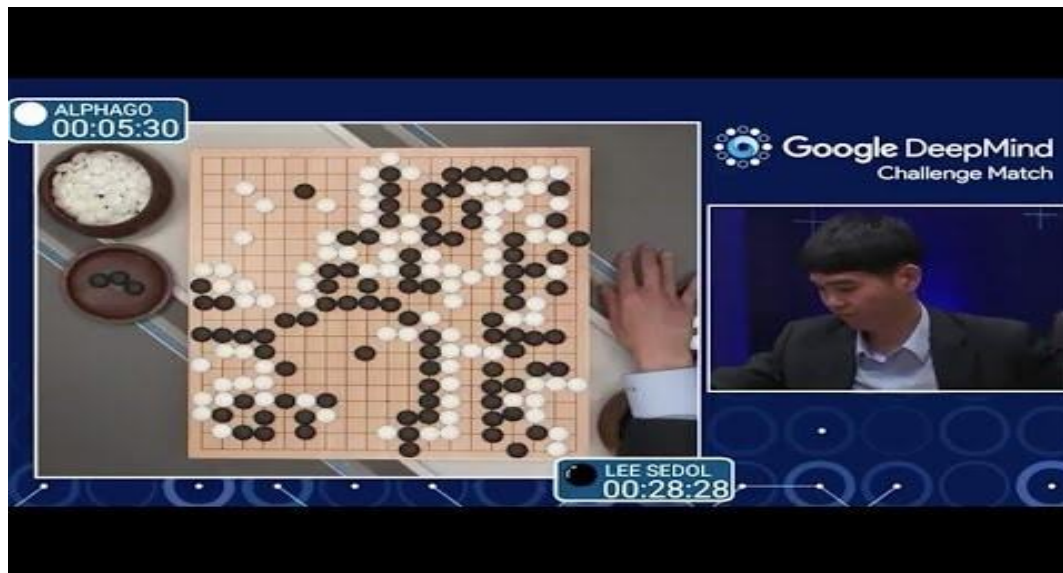 ALPHAGO
00:05:30
Google DeepMind
Challenge Match
LEE SEDOL
00:28:28